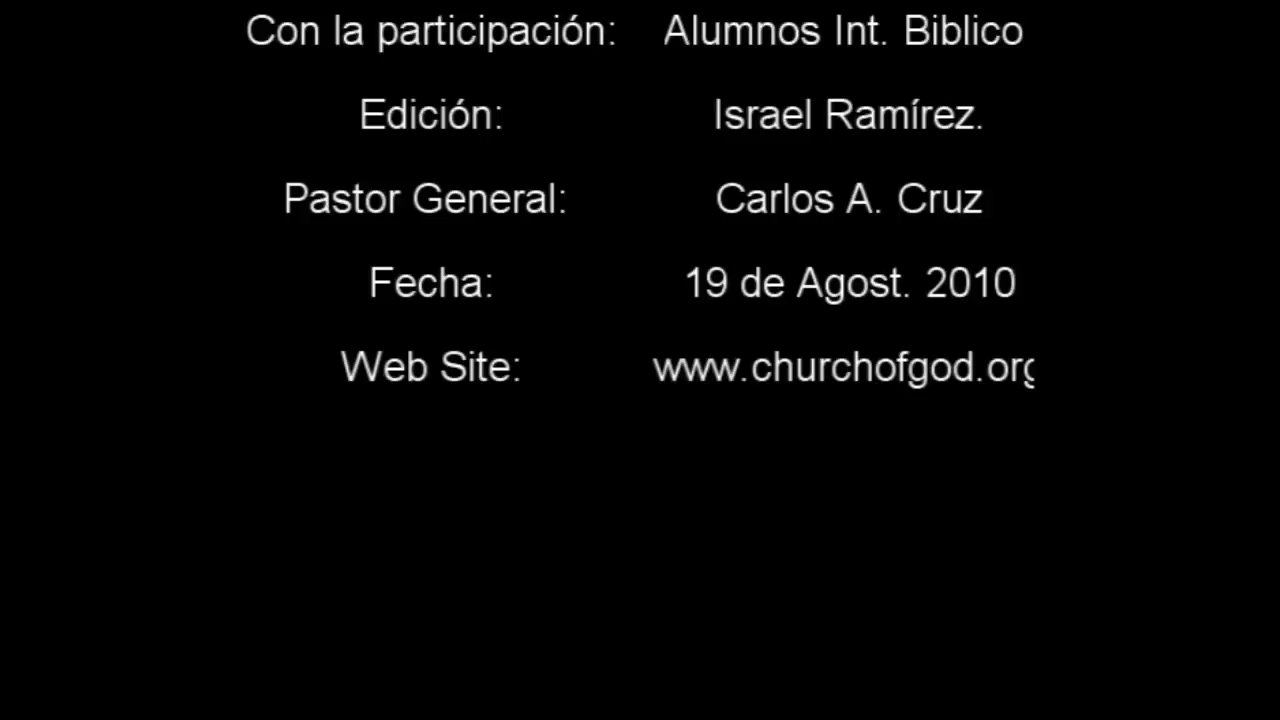 Con la participación: Alumnos Int. Biblico
Edición: Israel Ramírez.
Pastor General: Carlos A. Cruz
Fecha: 19 de Agost. 2010
Web Site: www.churchofgod.org